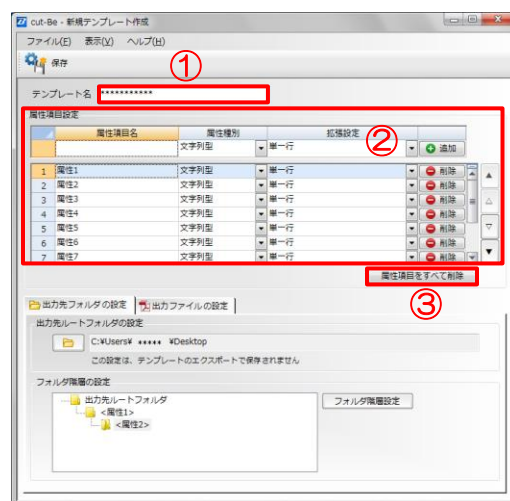 cut-Be - 新規テンプレート作成
ファイル(E) 表示(V) ヘルプ(H)
保存
①
テンプレート名 ***********
属性項目設定
属性項目名 属性種別 拡張設定
②
文字列型 単一行 追加
1 属性1 文字列型 単一行 削除
2 属性2 文字列型 単一行 削除
3 属性3 文字列型 単一行 削除
4 属性4 文字列型 単一行 削除
5 属性5 文字列型 単一行 削除
6 属性6 文字列型 単一行 削除
7 属性7 文字列型 単一行 削除
属性項目をすべて削除
③
出力先フォルダの設定 出力ファイルの設定
出力先ルートフォルダの設定
C:¥Users¥ ***** ¥Desktop
この設定は、テンプレートのエクスポートで保存されません
フォルダ階層の設定
出力先ルートフォルダ フォルダ階層設定
<属性1>
<属性2>